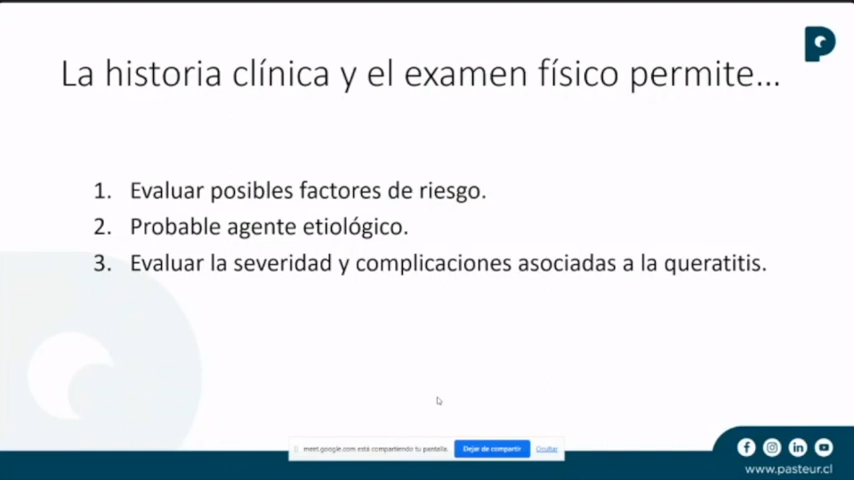 La historia clínica y el examen físico permite...
1. Evaluar posibles factores de riesgo.
2. Probable agente etiológico.
3. Evaluar la severidad y complicaciones asociadas a la queratitis.
meet.google.com está compartiendo tu pantalla. Dejar de compartir Ocultar
www.pasteur.cl